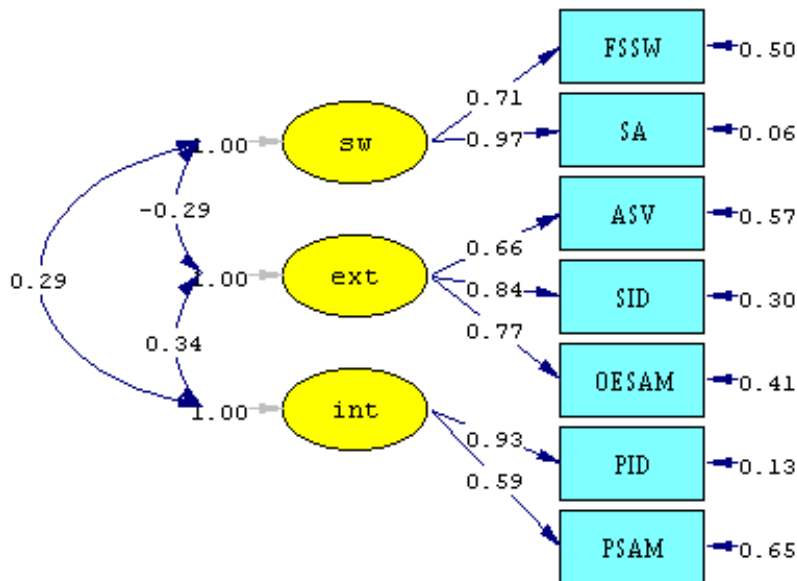 FSSW
0.50
0.71
1.00
sw
0.97
SA
0.06
-0.29
ASV
0.57
0.66
0.29
1.00
ext
0.84
SID
0.30
0.77
0.34
OESAM
0.41
1.00
int
0.93
PID
0.13
0.59
PSAM
0.65